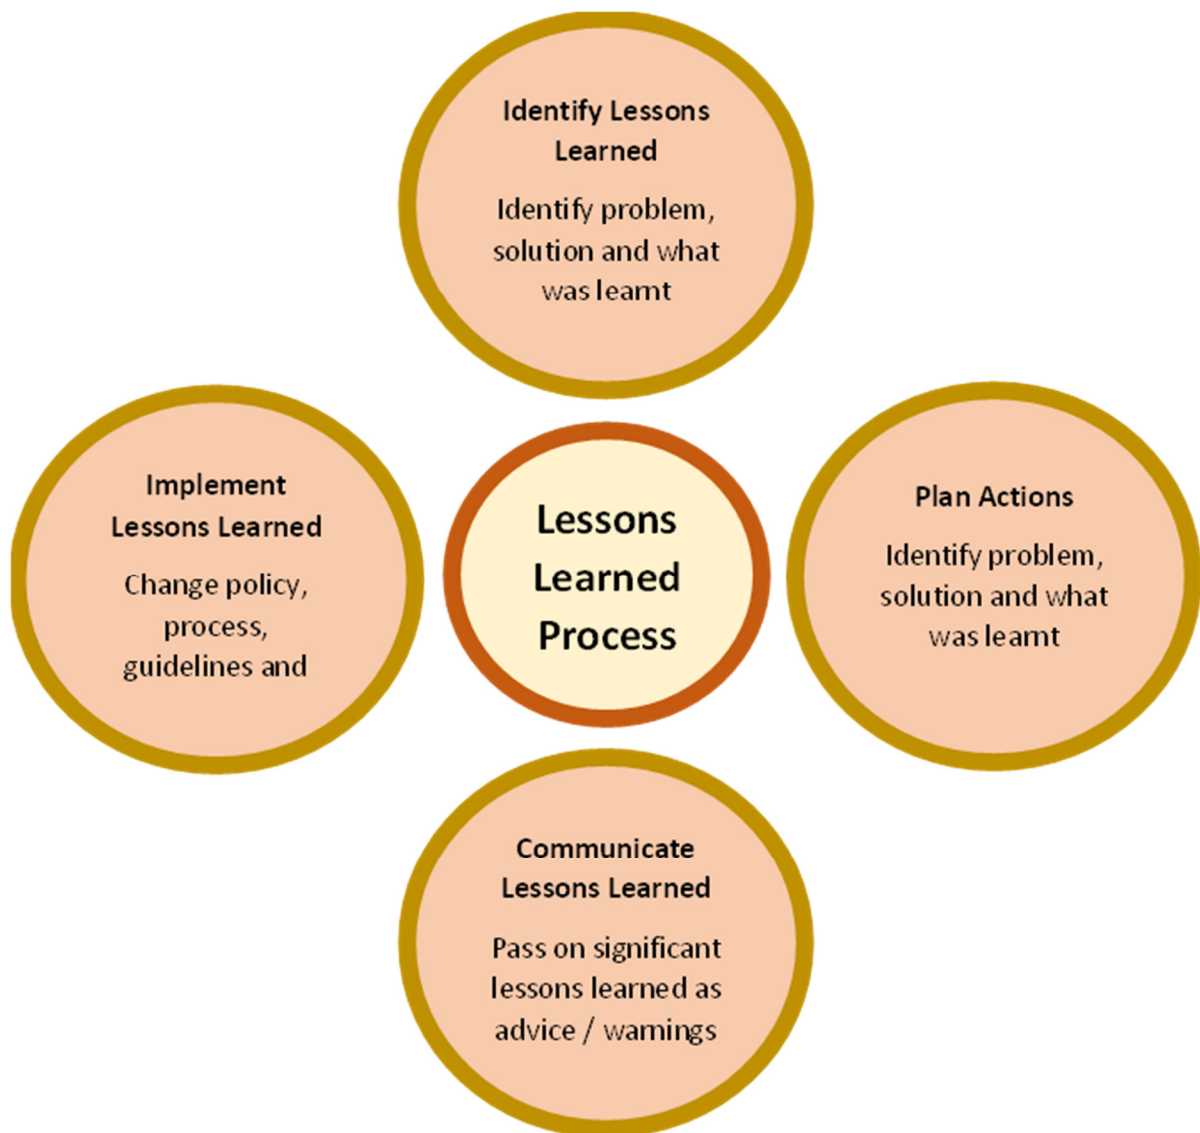 Identify Lessons
Learned
Identify problem,
solution and what
was learnt
Implement
Lessons Learned
Change policy,
process,
guidelines and
Lessons
Learned
Process
Plan Actions
Identify problem,
solution and what
was learnt
Communicate
Lessons Learned
Pass on significant
lessons learned as
advice / warnings